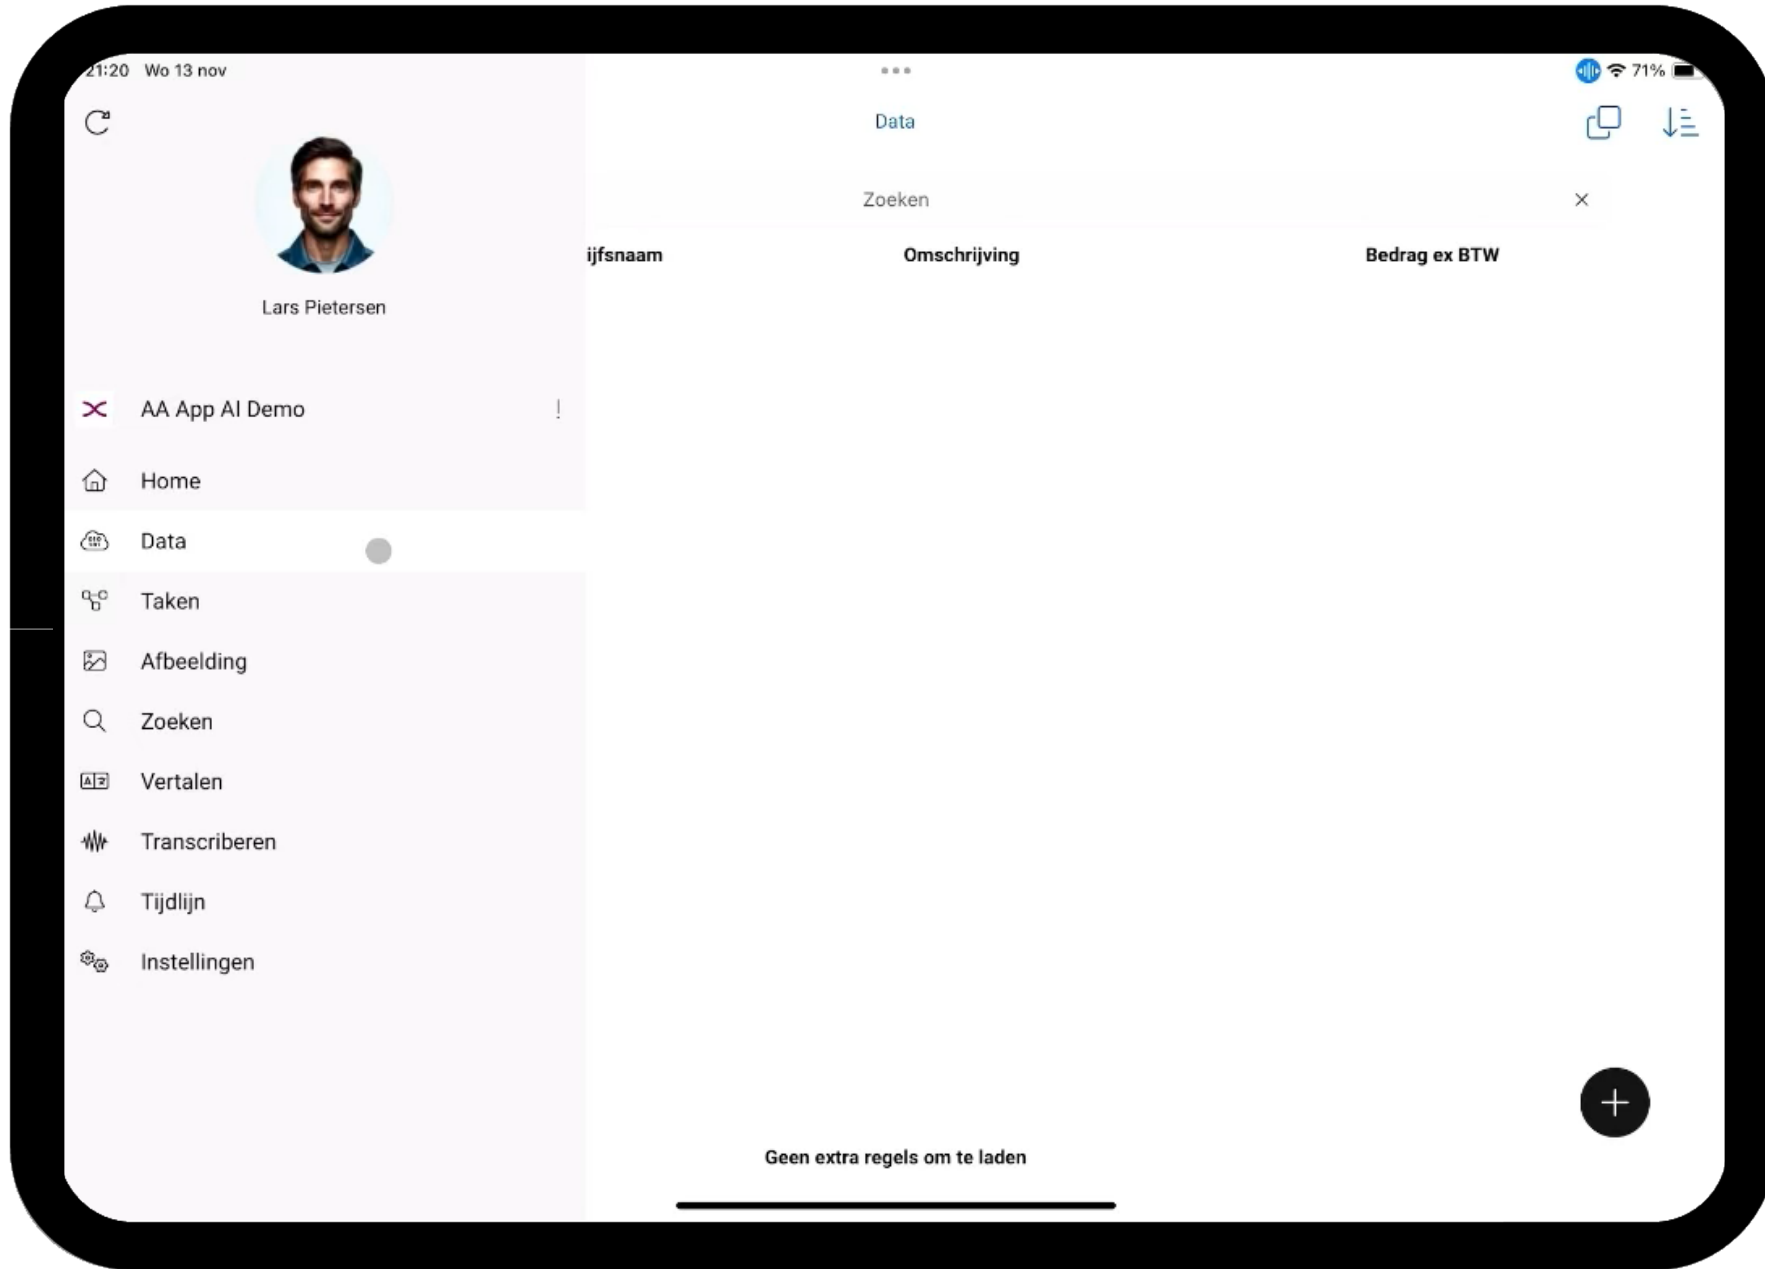 21:20 Wo 13 nov
71%
Data
Zoeken
ijfsnaam Omschrijving Bedrag ex BTW
Lars Pietersen
AA App AI Demo
Home
Data
Taken
Afbeelding
Zoeken
Vertalen
Transcriberen
Tijdlijn
Instellingen
Geen extra regels om te laden